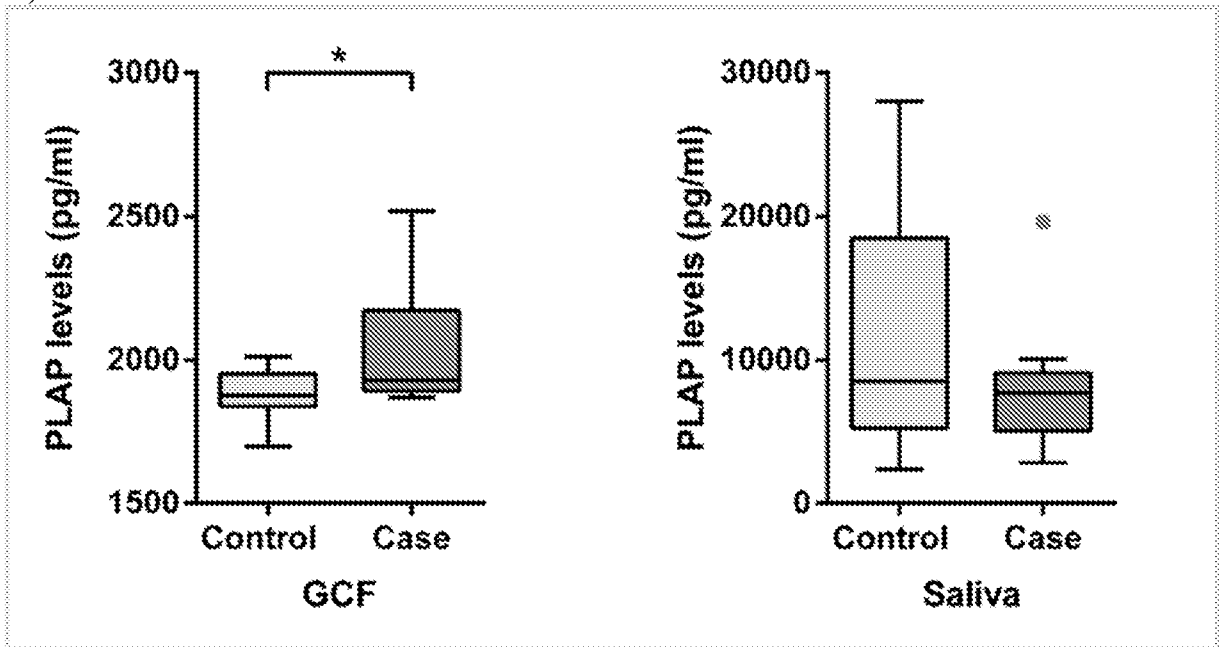 *
3000
2500
2000
1500
PLAP levels (pg/ml)
Control Case
GCF
30000
20000
10000
0
PLAP levels (pg/ml)
Control Case
Saliva